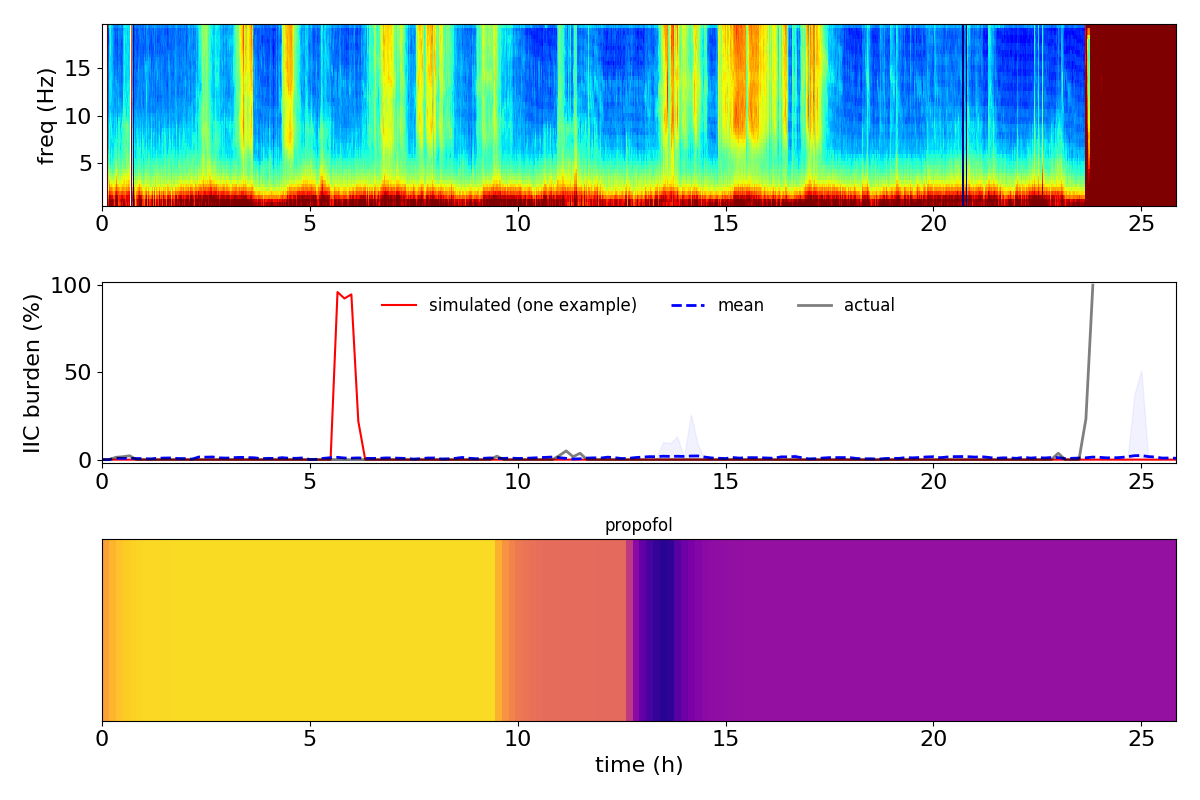 freq (Hz)
15
10
5
0 5 10 15 20 25
IIC burden (%)
100
50
0
simulated (one example) mean actual
0 5 10 15 20 25
propofol
0 5 10 15 20 25
time (h)